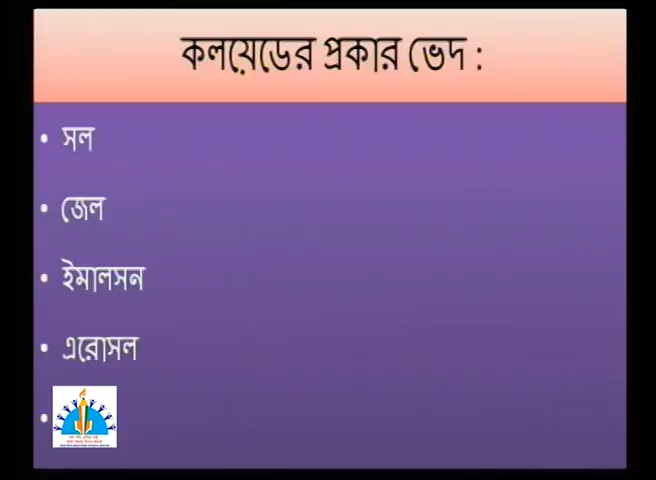 কলয়েডের প্রকার ভেদ :
• সল
• জেল
• ইমালসন
• এরোসল
•